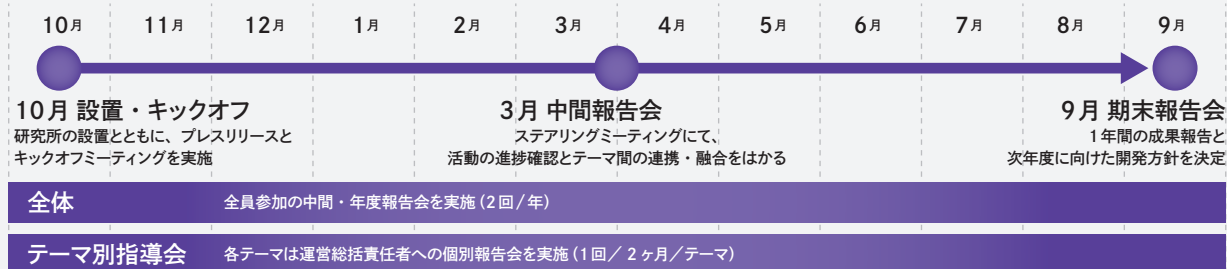 10月 11月 12月 1月 2月 3月 4月 5月 6月 7月 8月 9月
10月 設置・キックオフ
研究所の設置とともに、プレスリリースと
キックオフミーティングを実施
3月 中間報告会
ステアリングミーティングにて、
活動の進捗確認とテーマ間の連携・融合をはかる
9月 期末報告会
1年間の成果報告と
次年度に向けた開発方針を決定
全体 全員参加の中間・年度報告会を実施（2回/年）
テーマ別指導会 各テーマは運営総括責任者への個別報告会を実施（1回／2ヶ月／テーマ）